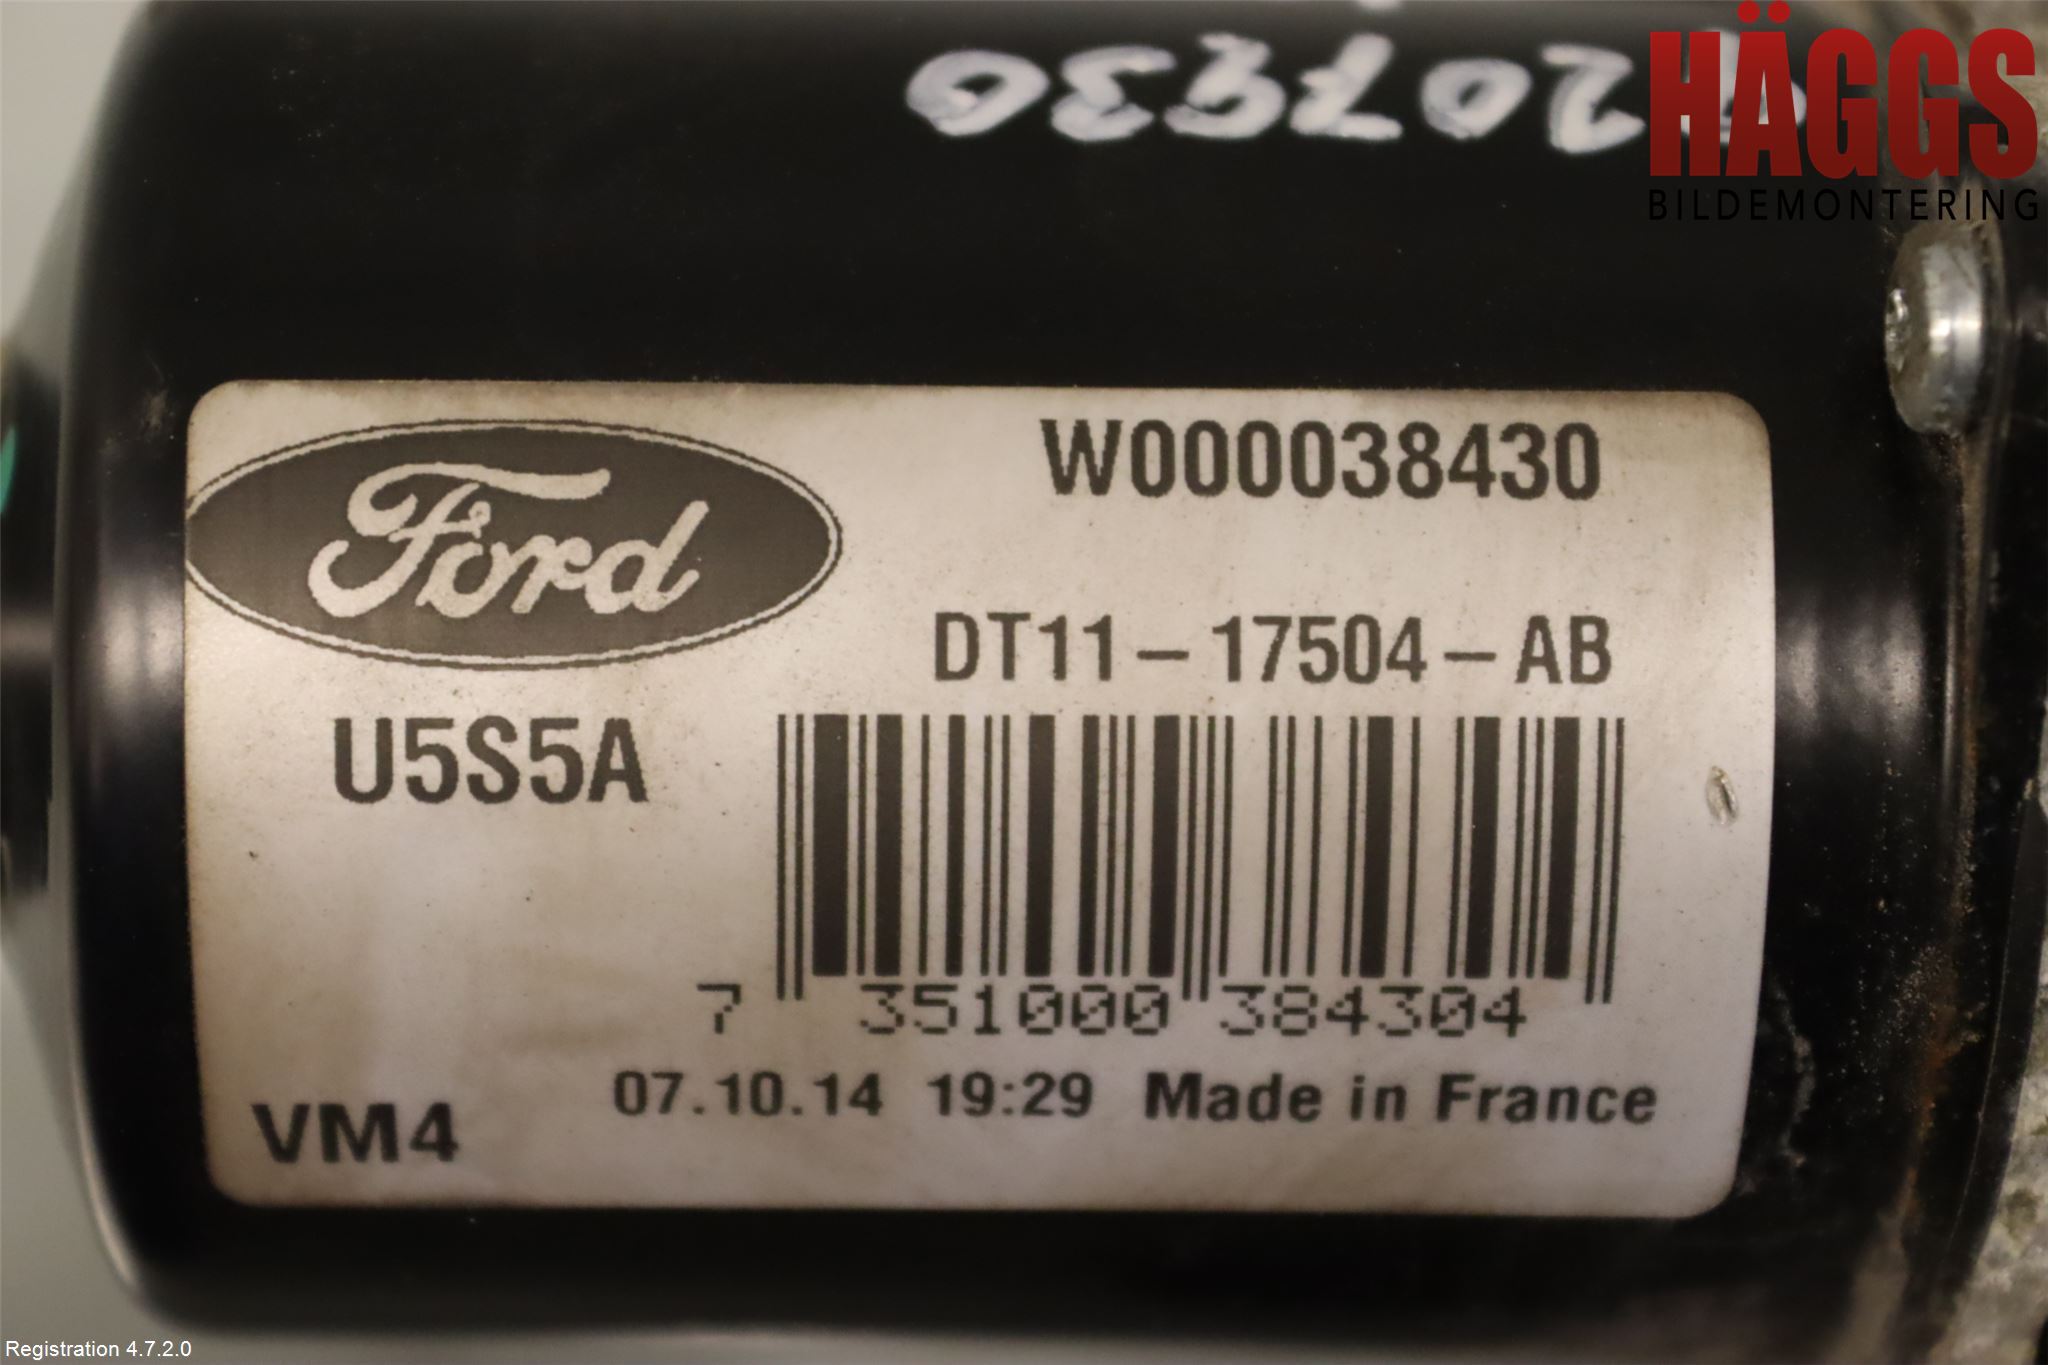 HÄGGS
BILDEMONTERING
Ford
W000038430
DT11-17504-AB
U5S5A
7 351000 384304
07.10.14 19:29 Made in France
VM4
Registration 4.7.2.0